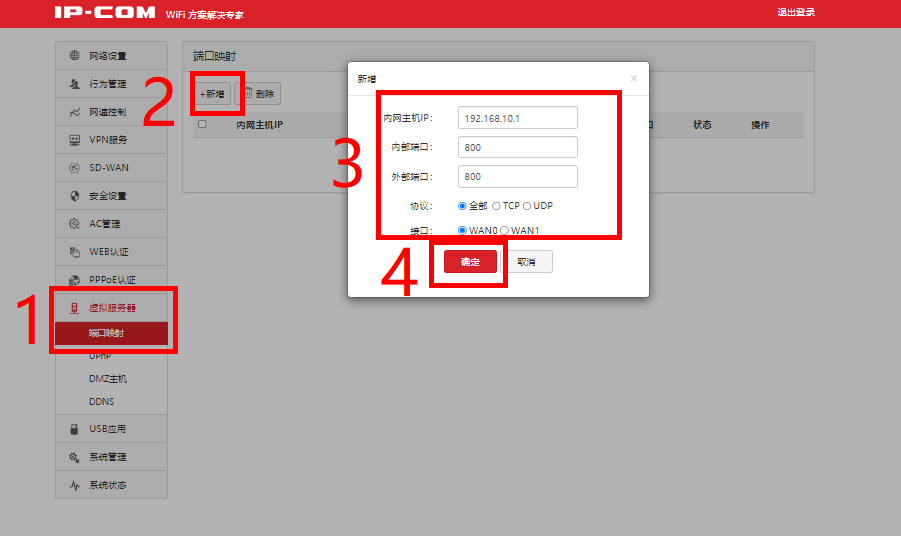 IP-COM WiFi 方案解决专家
退出登录
网络设置
行为管理
网速控制
VPN服务
SD-WAN
安全设置
AC管理
WEB认证
PPPoE认证
虚拟服务器
端口映射
UPnP
DMZ主机
DDNS
USB应用
系统管理
系统状态
1
端口映射
2
+新增 删除
内网主机IP 口 状态 操作
新增 ×
3
内网主机IP: 192.168.10.1
内部端口: 800
外部端口: 800
协议: 全部 TCP UDP
接口: WAN0 WAN1
4
确定 取消